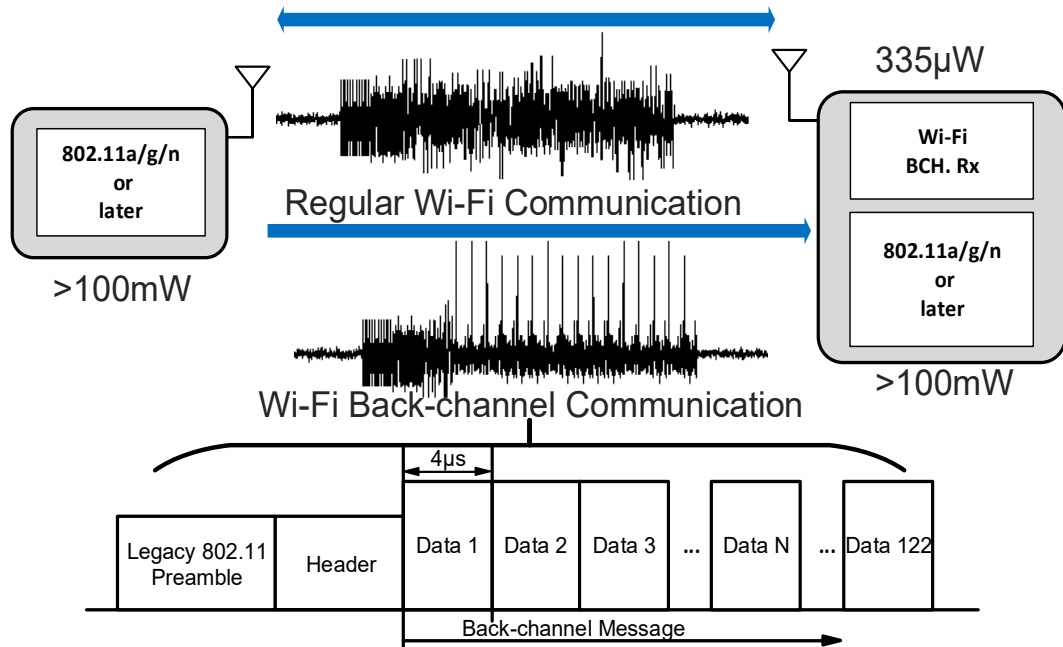 335µW
802.11a/g/n
or
later
Wi-Fi
BCH. Rx
Regular Wi-Fi Communication
>100mW
802.11a/g/n
or
later
>100mW
Wi-Fi Back-channel Communication
4µs
Legacy 802.11
Preamble
Header
Data 1
Data 2
Data 3
...
Data N
...
Data 122
Back-channel Message